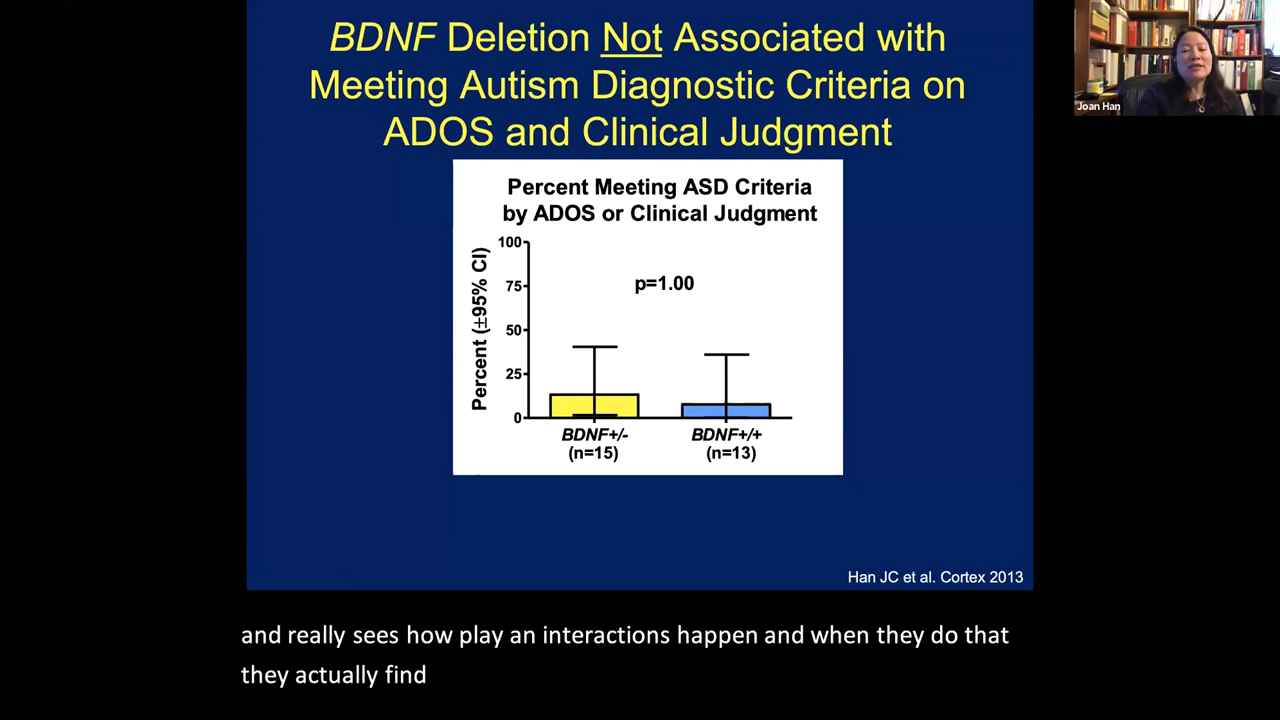 BDNF Deletion Not Associated with
Meeting Autism Diagnostic Criteria on
ADOS and Clinical Judgment
Joan Han
Percent Meeting ASD Criteria
by ADOS or Clinical Judgment
Percent (±95% CI)
100
75
50
25
0
p=1.00
BDNF+/- BDNF+/+
(n=15) (n=13)
Han JC et al. Cortex 2013
and really sees how play an interactions happen and when they do that
they actually find